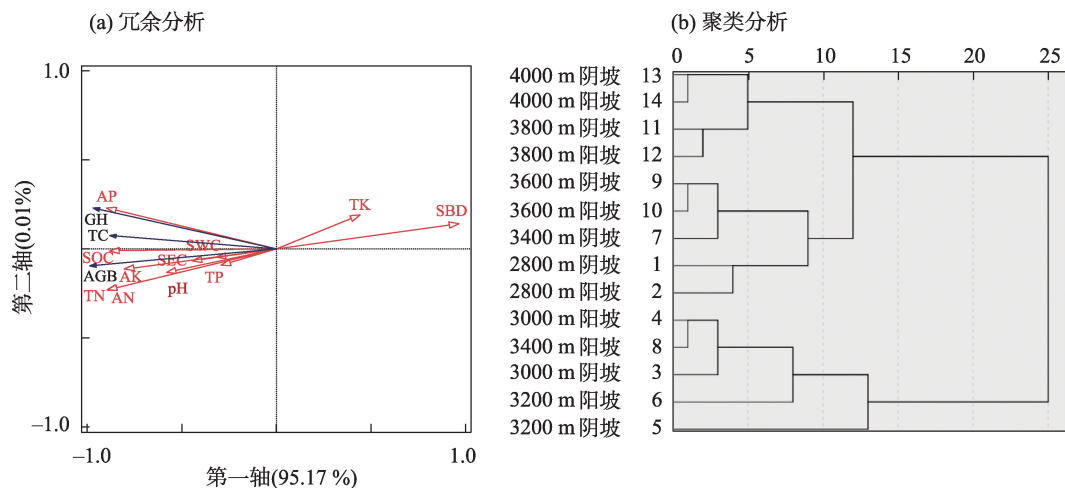 (a) 冗余分析
1.0
AP
GH
TC
SOC
SWC
SEC
AGB
AK
TP
TN
AN
pH
TK
SBD
–1.0
–1.0
1.0
第二轴(0.01%)
第一轴(95.17 %)
(b) 聚类分析
0 5 10 15 20 25
4000 m 阴坡 13
4000 m 阳坡 14
3800 m 阴坡 11
3800 m 阳坡 12
3600 m 阴坡 9
3600 m 阳坡 10
3400 m 阴坡 7
2800 m 阴坡 1
2800 m 阳坡 2
3000 m 阳坡 4
3400 m 阳坡 8
3000 m 阴坡 3
3200 m 阳坡 6
3200 m 阴坡 5